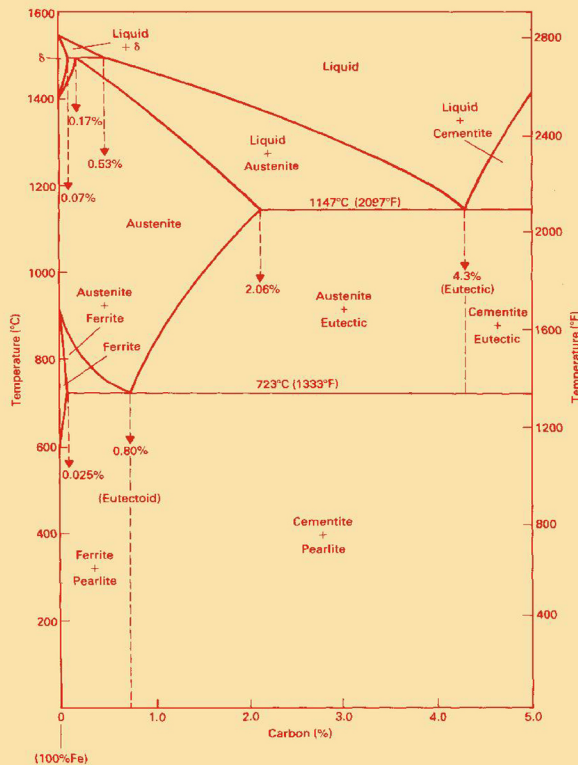 1600
1400
1200
1000
800
600
400
200
0
Temperature (°C)
2800
2400
2000
1600
1200
800
400
Temperature (°F)
δ
Liquid
+ δ
Liquid
Liquid
+
Cementite
0.17%
0.53%
0.07%
Liquid
+
Austenite
1147°C (2097°F)
Austenite
2.06%
4.3%
(Eutectic)
Austenite
+
Ferrite
Ferrite
Austenite
+
Eutectic
Cementite
+
Eutectic
723°C (1333°F)
0.025%
0.80%
(Eutectoid)
Ferrite
+
Pearlite
Cementite
+
Pearlite
0
1.0
2.0
3.0
4.0
5.0
Carbon (%)
(100%Fe)